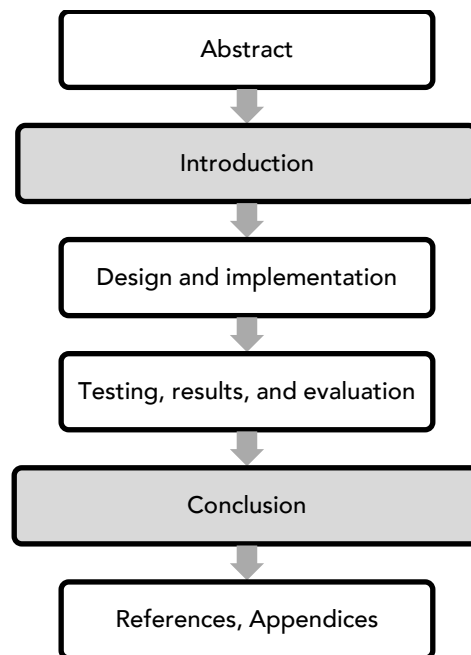 Abstract
Introduction
Design and implementation
Testing, results, and evaluation
Conclusion
References, Appendices